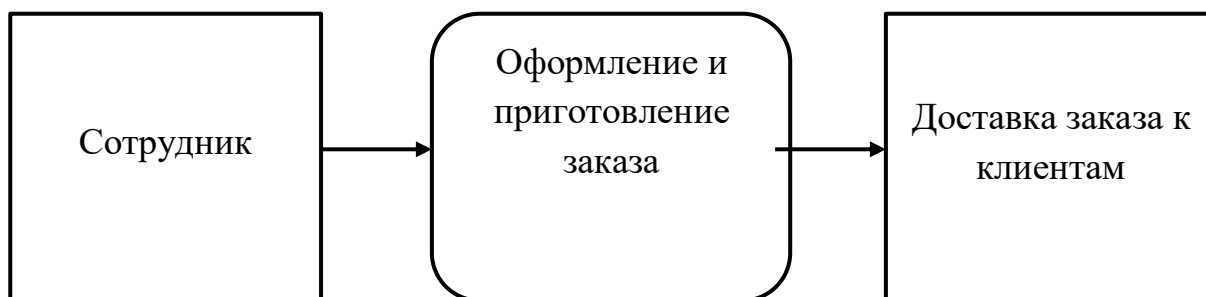 Сотрудник
Оформление и
приготовление
заказа
Доставка заказа к
клиентам